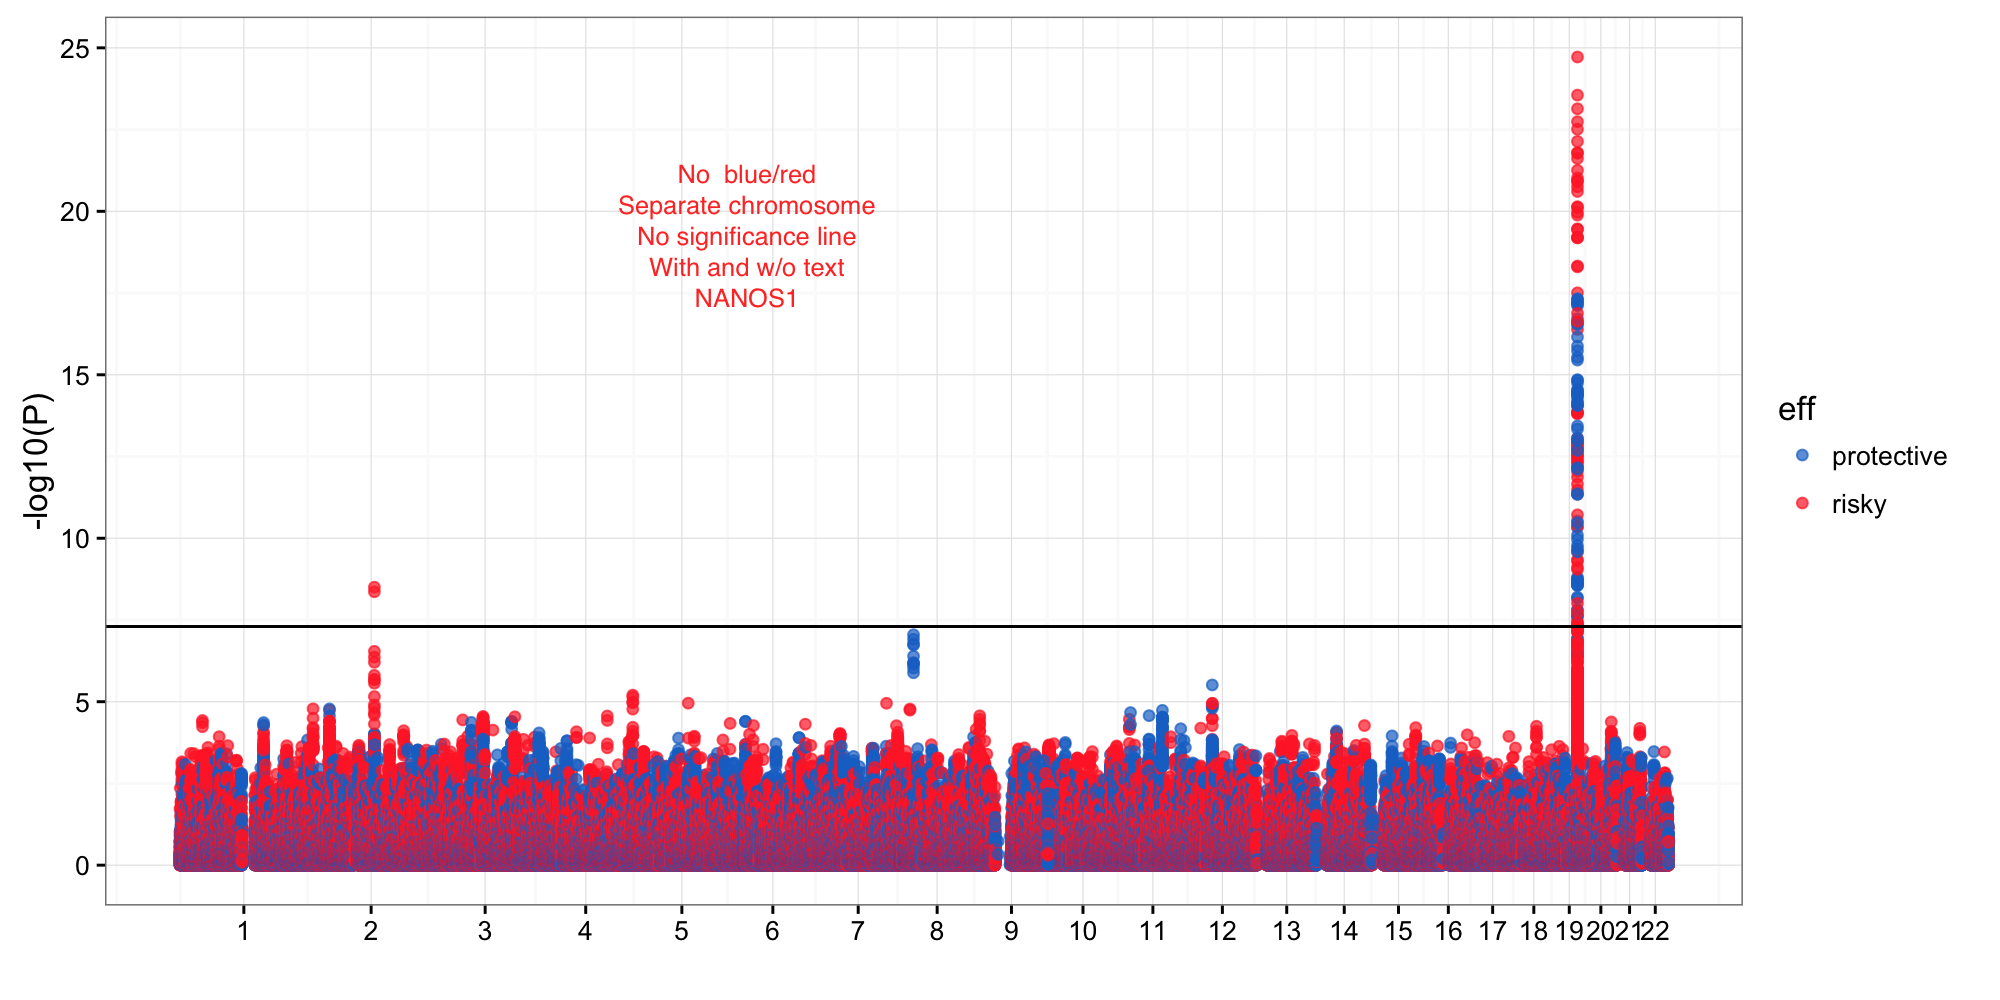 25
20
15
10
5
0
-log10(P)
No  blue/red
Separate chromosome
No significance line
With and w/o text
NANOS1
eff
protective
risky
1 2 3 4 5 6 7 8 9 10 11 12 13 14 15 16 17 18 19 20 21 22